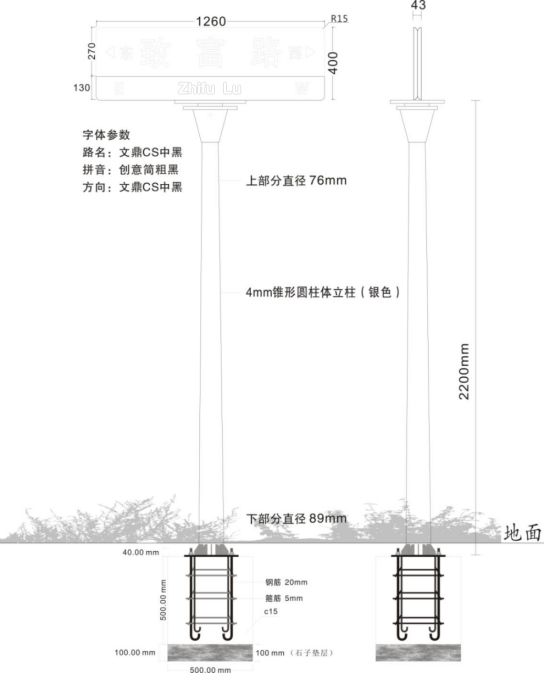 1260
R15
43
270
400
130
东 致富路 西
E Zhifu Lu W
字体参数
路名：文鼎CS中黑
拼音：创意简粗黑
方向：文鼎CS中黑
上部分直径 76mm
4mm锥形圆柱体立柱（银色）
2200mm
下部分直径 89mm
地面
40.00 mm
钢筋 20mm
箍筋 5mm
c15
500.00 mm
100.00 mm
100 mm（石子垫层）
500.00 mm